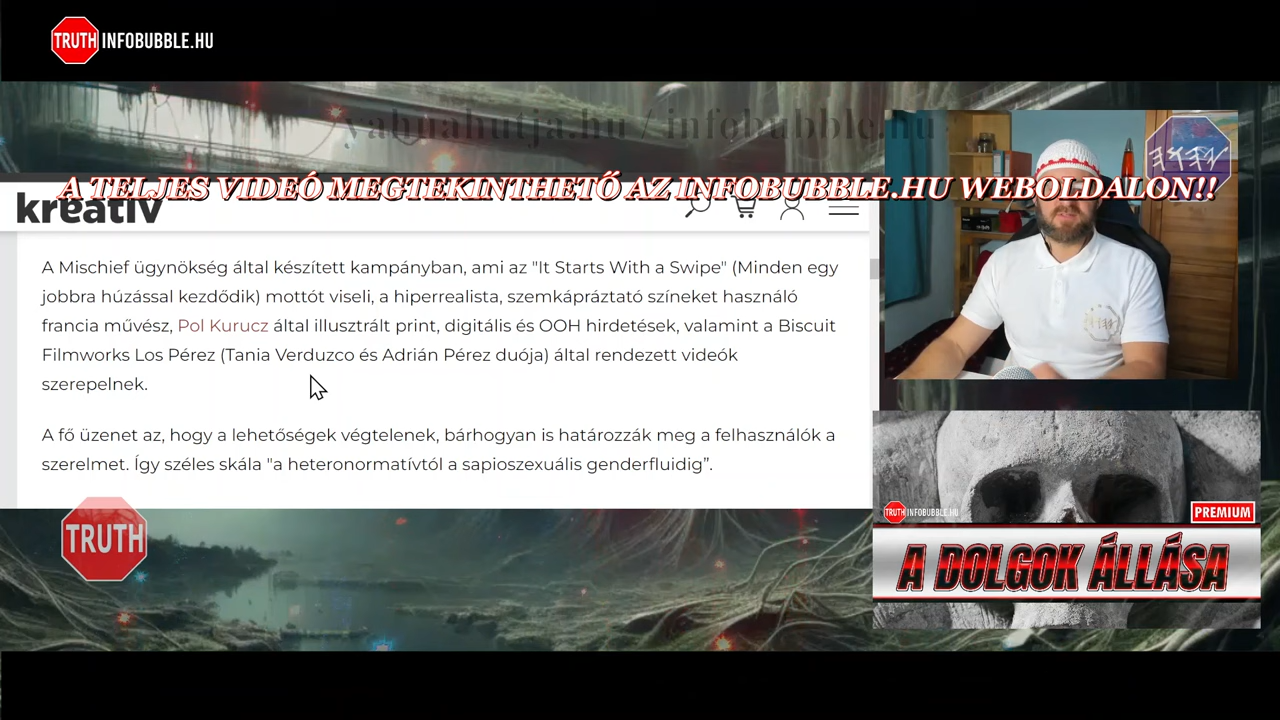 TRUTH INFOBUBBLE.HU
yahuahutja.hu / infobubble.hu
A TELJES VIDEÓ MEGTEKINTHETŐ AZ INFOBUBBLE.HU WEBOLDALON!!
kreatív
A Mischief ügynökség által készített kampányban, ami az "It Starts With a Swipe" (Minden egy
jobbra húzással kezdődik) mottót viseli, a hiperrealista, szemkápráztató színeket használó
francia művész, Pol Kurucz által illusztrált print, digitális és OOH hirdetések, valamint a Biscuit
Filmworks Los Pérez (Tania Verduzco és Adrián Pérez duója) által rendezett videók
szerepelnek.
A fő üzenet az, hogy a lehetőségek végtelenek, bárhogyan is határozzák meg a felhasználók a
szerelmet. Így széles skála "a heteronormatívtól a sapioszexuális genderfluidig”.
TRUTH
TRUTH INFOBUBBLE.HU
PREMIUM
A DOLGOK ÁLLÁSA